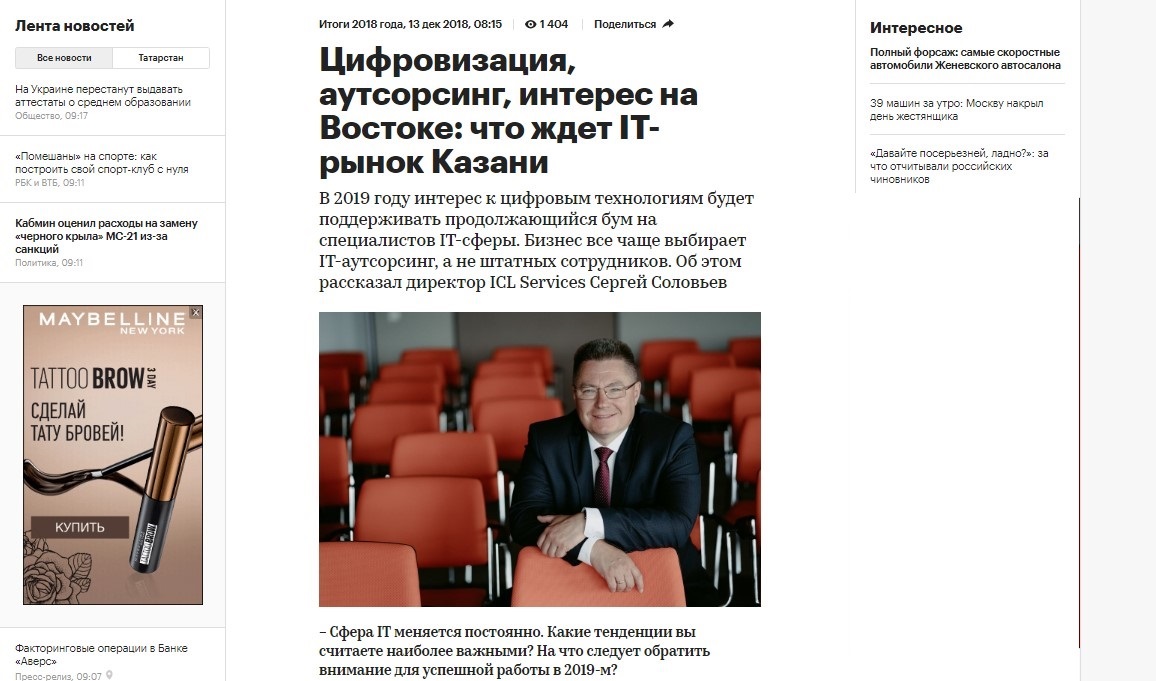 Лента новостей
Все новости
Татарстан
На Украине перестанут выдавать
аттестаты о среднем образовании
Общество, 09:17
«Помешаны» на спорте: как
построить свой спорт-клуб с нуля
РБК и ВТБ, 09:11
Кабмин оценил расходы на замену
«черного крыла» МС-21 из-за
санкций
Политика, 09:11
MAYBELLINE
NEW YORK
TATTOO BROW 3 DAY
СДЕЛАЙ
ТАТУ БРОВЕЙ!
КУПИТЬ
Факторинговые операции в Банке
«Аверс»
Пресс-релиз, 09:07
Итоги 2018 года, 13 дек 2018, 08:15
1 404
Поделиться
Цифровизация,
аутсорсинг, интерес на
Востоке: что ждет IT-
рынок Казани
В 2019 году интерес к цифровым технологиям будет
поддерживать продолжающийся бум на
специалистов IT-сферы. Бизнес все чаще выбирает
IT-аутсорсинг, а не штатных сотрудников. Об этом
рассказал директор ICL Services Сергей Соловьев
– Сфера IT меняется постоянно. Какие тенденции вы
считаете наиболее важными? На что следует обратить
внимание для успешной работы в 2019-м?
Интересное
Полный форсаж: самые скоростные
автомобили Женевского автосалона
39 машин за утро: Москву накрыл
день жестянщика
«Давайте посерьезней, ладно?»: за
что отчитывали российских
чиновников